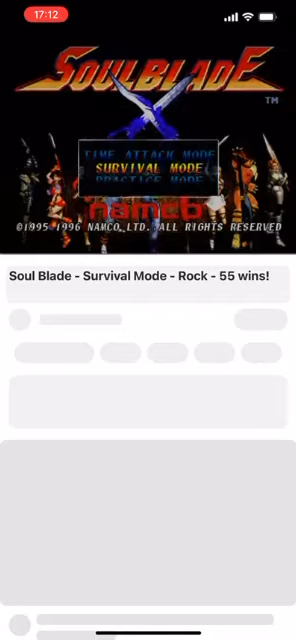 17:12
SOULBLADE
TM
TIME ATTACK MODE
SURVIVAL MODE
PRACTICE MODE
namco
©1995 1996 NAMCO LTD. ALL RIGHTS RESERVED
Soul Blade - Survival Mode - Rock - 55 wins!